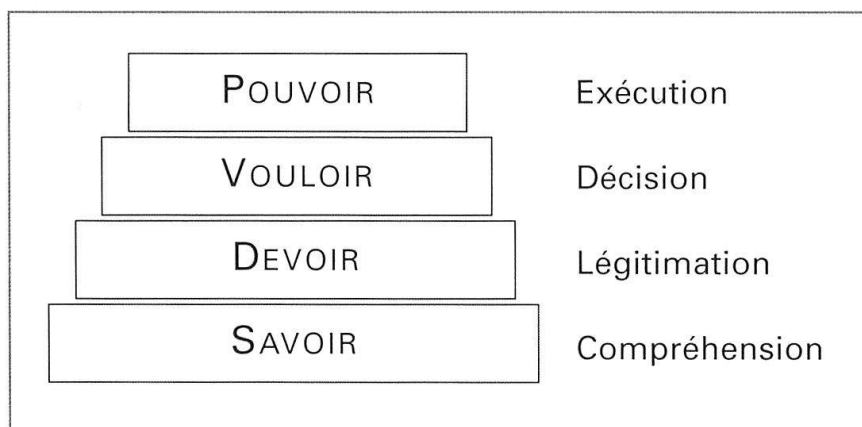 POUVOIR Exécution
VOULOIR Décision
DEVOIR Légitimation
SAVOIR Compréhension